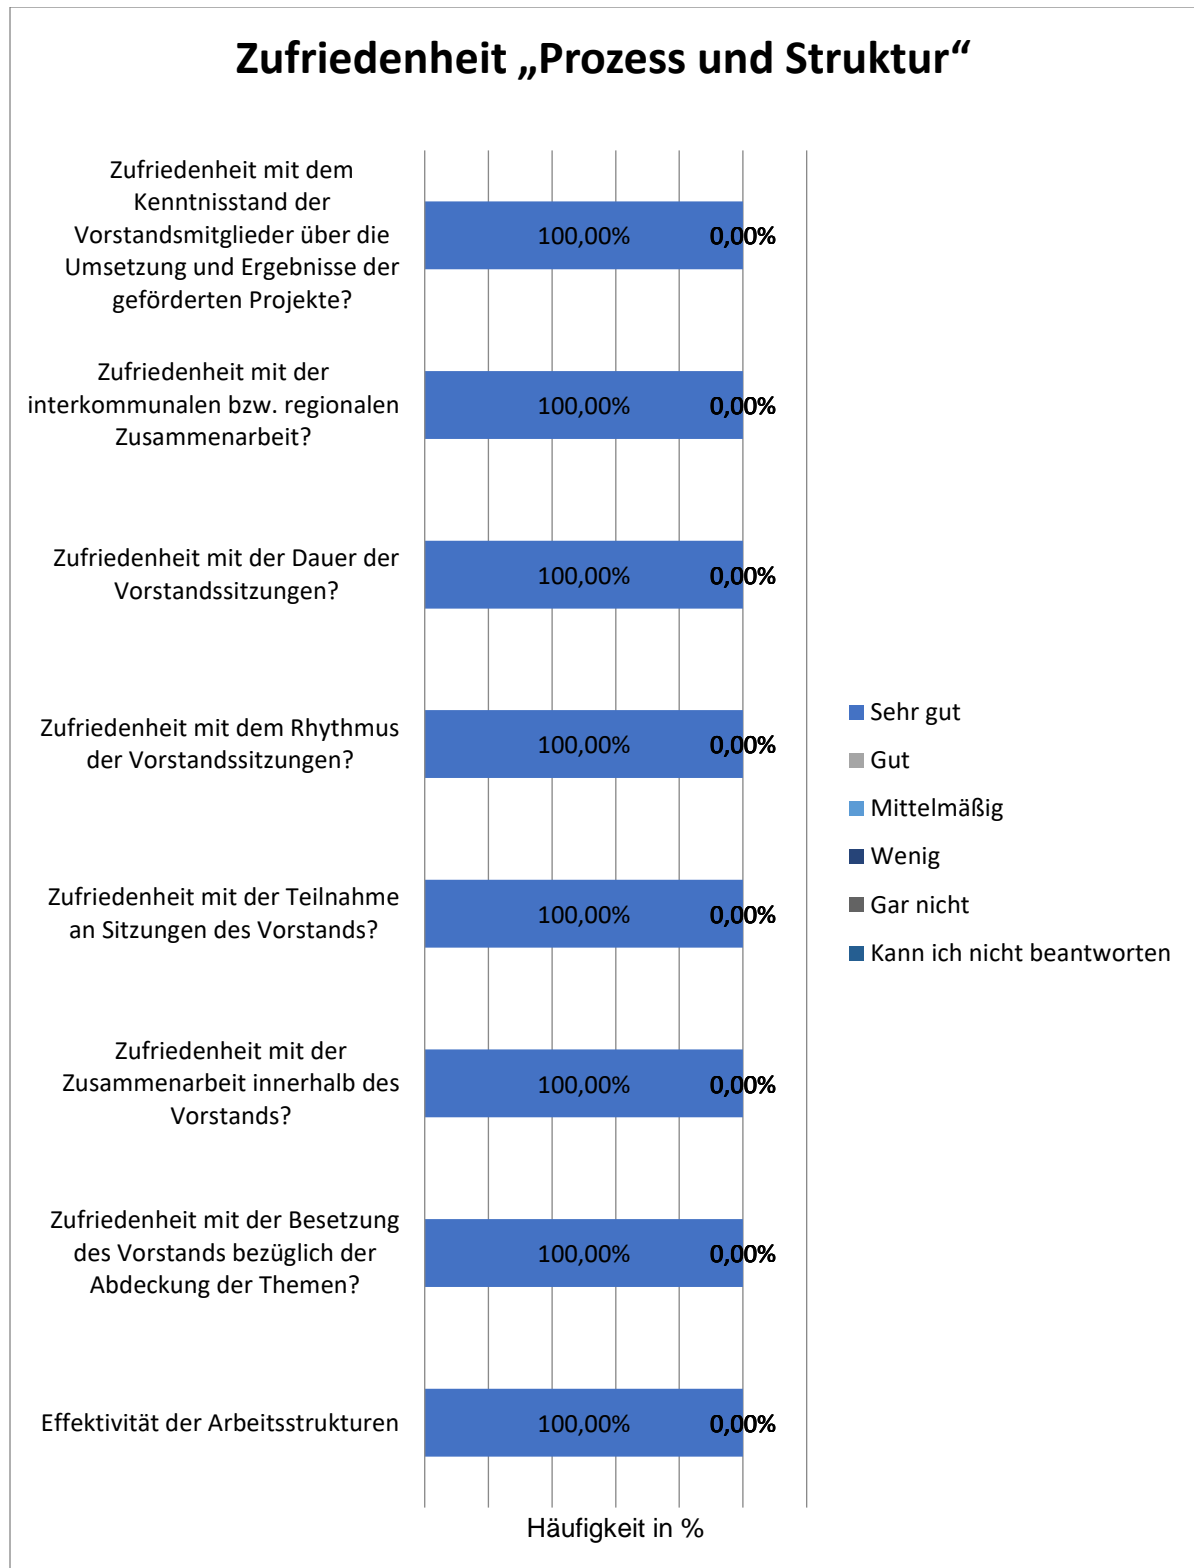 Zufriedenheit „Prozess und Struktur“
Zufriedenheit mit dem
Kenntnisstand der
Vorstandsmitglieder über die
Umsetzung und Ergebnisse der
geförderten Projekte?
100,00%
0,00%
Zufriedenheit mit der
interkommunalen bzw. regionalen
Zusammenarbeit?
100,00%
0,00%
Zufriedenheit mit der Dauer der
Vorstandssitzungen?
100,00%
0,00%
Zufriedenheit mit dem Rhythmus
der Vorstandssitzungen?
100,00%
0,00%
Zufriedenheit mit der Teilnahme
an Sitzungen des Vorstands?
100,00%
0,00%
Zufriedenheit mit der
Zusammenarbeit innerhalb des
Vorstands?
100,00%
0,00%
Zufriedenheit mit der Besetzung
des Vorstands bezüglich der
Abdeckung der Themen?
100,00%
0,00%
Effektivität der Arbeitsstrukturen
100,00%
0,00%
Häufigkeit in %
Sehr gut
Gut
Mittelmäßig
Wenig
Gar nicht
Kann ich nicht beantworten